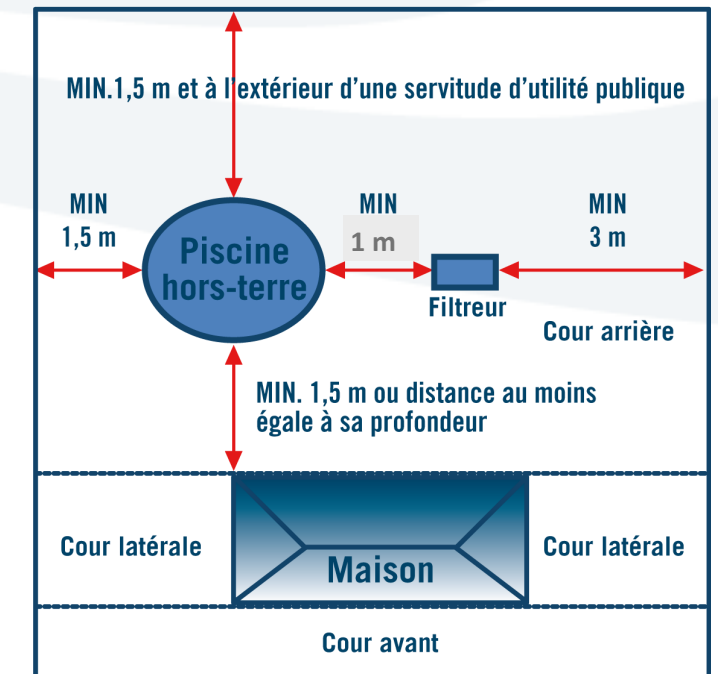 MIN.1,5 m et à l'extérieur d'une servitude d'utilité publique
MIN
1,5 m
MIN
1 m
MIN
3 m
Piscine
hors-terre
Filtreur
Cour arrière
MIN. 1,5 m ou distance au moins
égale à sa profondeur
Cour latérale
Maison
Cour latérale
Cour avant